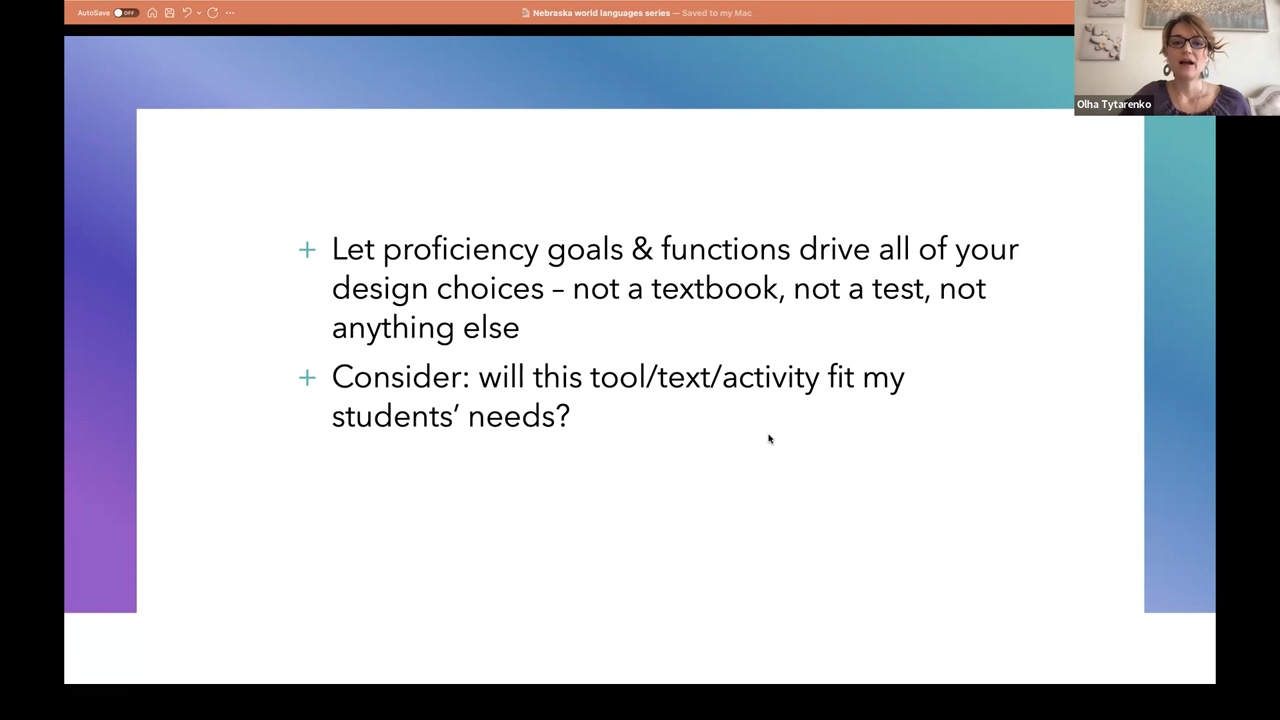 AutoSave OFF
Nebraska world languages series — Saved to my Mac
Olha Tytarenko
+ Let proficiency goals & functions drive all of your
design choices – not a textbook, not a test, not
anything else
+ Consider: will this tool/text/activity fit my
students’ needs?